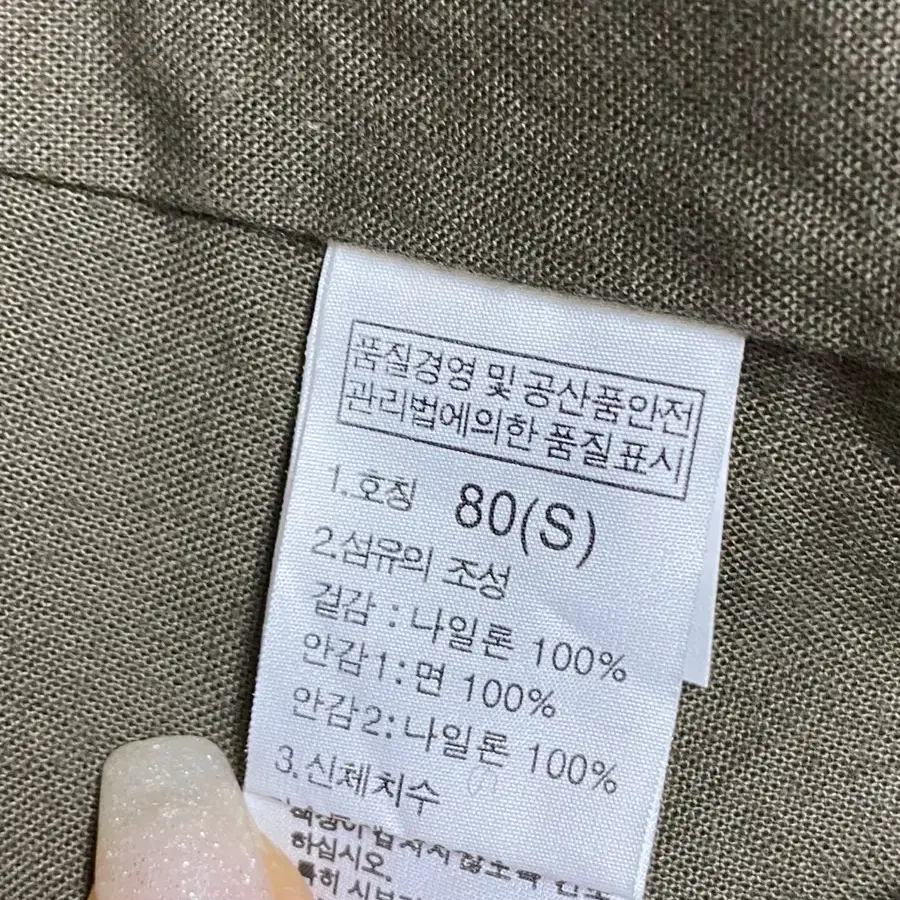 품질경영 및 공산품안전
관리법에의한 품질표시
1.호칭 80(S)
2.섬유의 조성
겉감 : 나일론 100%
안감1: 면 100%
안감2: 나일론 100%
3.신체치수
하십시오.
특히